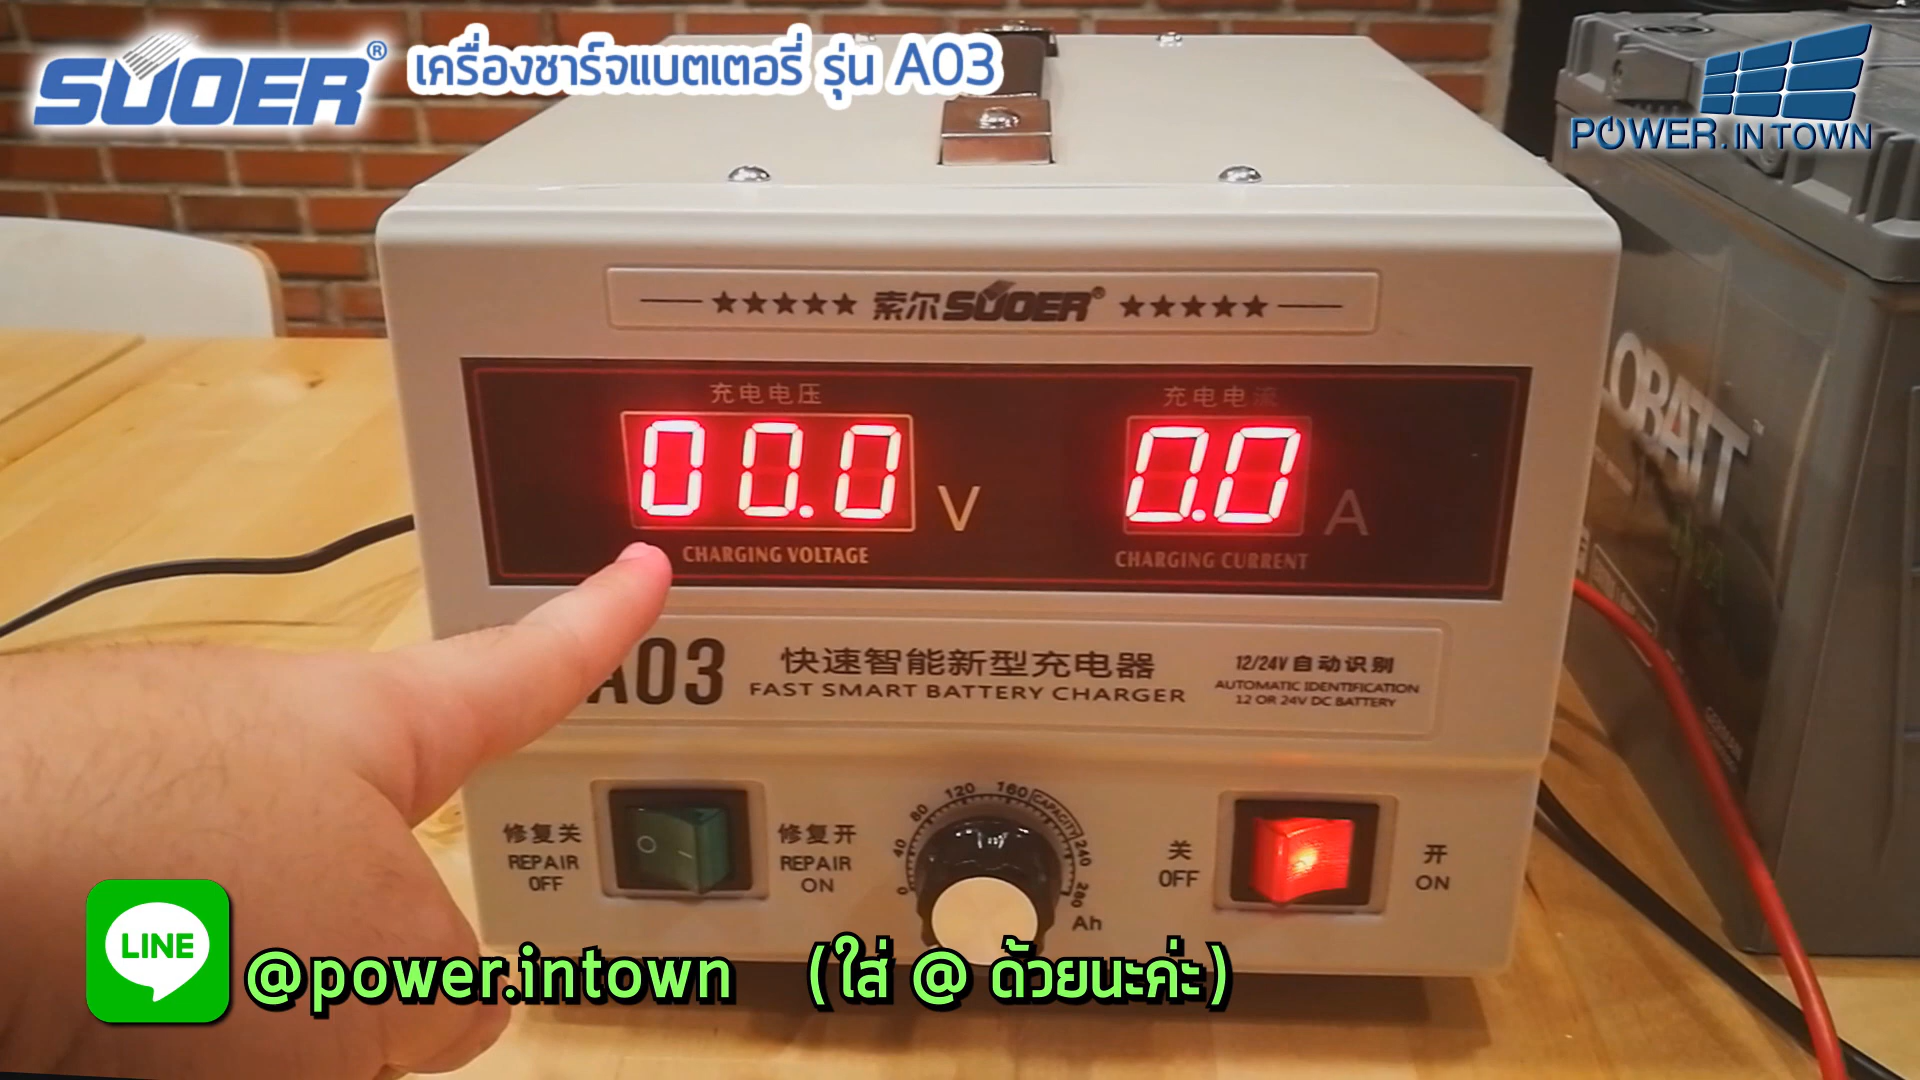 SUOER® เครื่องชาร์จแบตเตอรี่ รุ่น A03
POWER.IN TOWN
★★★★★ 索尔SUOER® ★★★★★
充电电压
充电电流
00.0 V
0.0 A
CHARGING VOLTAGE
CHARGING CURRENT
A03
快速智能新型充电器
FAST SMART BATTERY CHARGER
12/24V自动识别
AUTOMATIC IDENTIFICATION
12 OR 24V DC BATTERY
LOBATT™
修复关
REPAIR
OFF
修复开
REPAIR
ON
0 40 80 120 160 CAPACITY 240 280
Ah
关
OFF
开
ON
LINE
@power.intown (ใส่ @ ด้วยนะค่ะ)